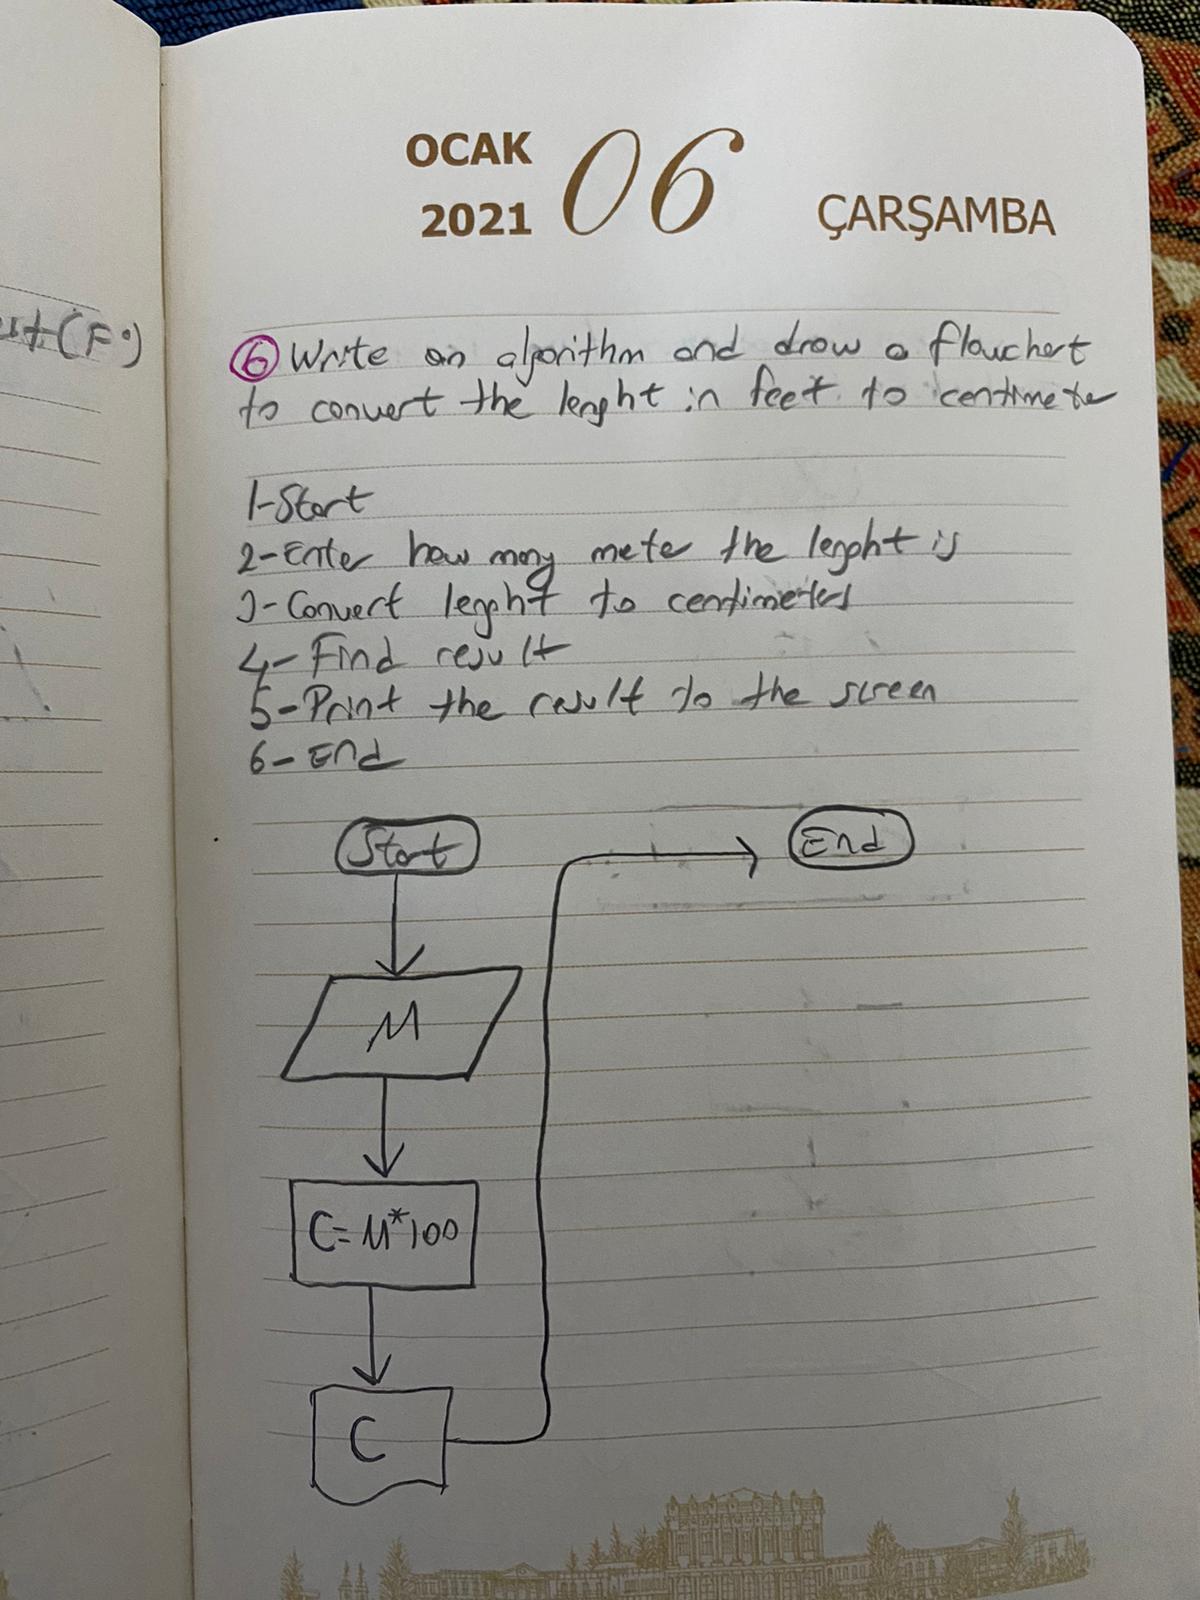 OCAK
2021
06
ÇARŞAMBA
st(F°)
6 Write an algorithm and draw a flowchart
to convert the lenght in feet to centimeter
1-Start
2-Enter how many meter the lenght is
3-Convert lenght to centimeters
4-Find result
5-Print the result to the screen
6-End
Start
End
M
C=M*100
C